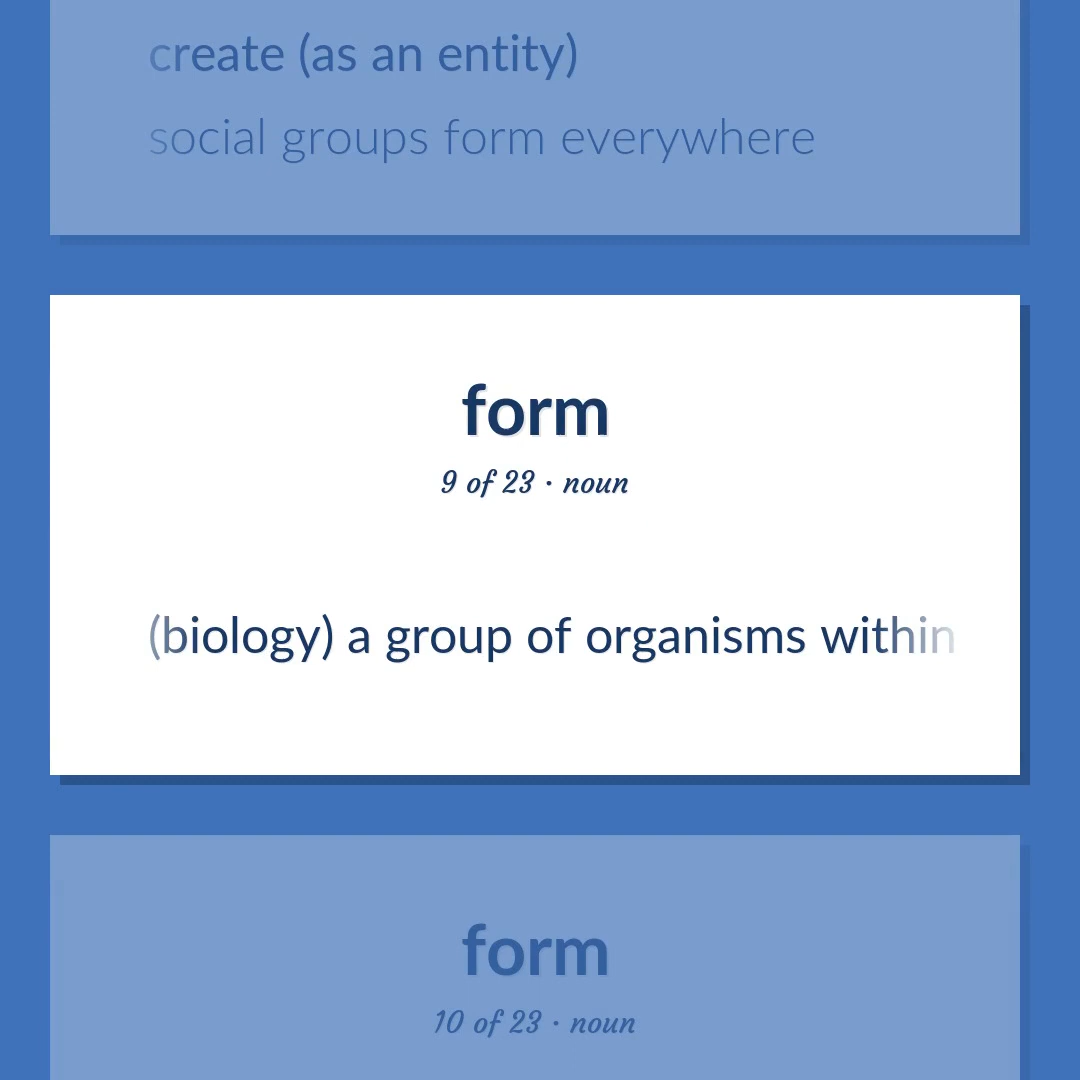 create (as an entity)
social groups form everywhere
form
9 of 23 · noun
(biology) a group of organisms within
form
10 of 23 · noun